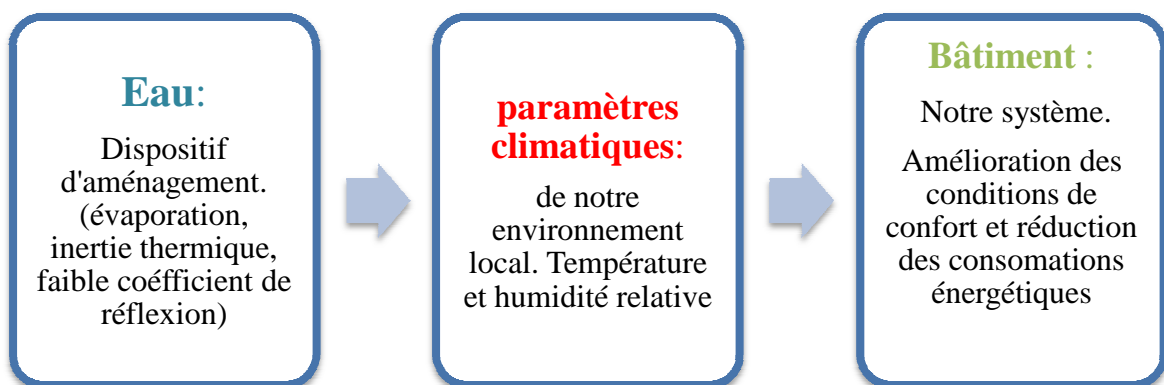 Eau:
Dispositif
d'aménagement.
(évaporation,
inertie thermique,
faible coéfficient de
réflexion)
paramètres
climatiques:
de notre
environnement
local. Température
et humidité relative
Bâtiment :
Notre système.
Amélioration des
conditions de
confort et réduction
des consomations
énergétiques